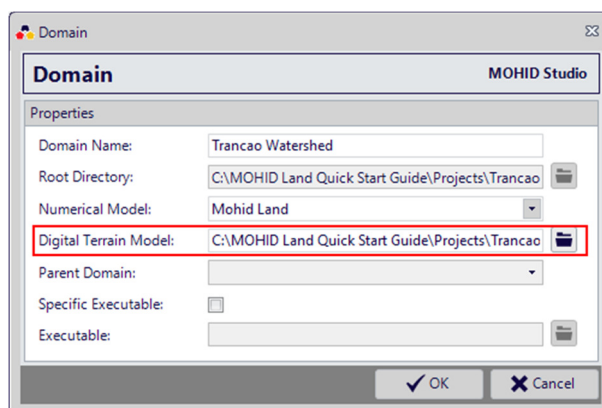 Domain
Domain MOHID Studio
Properties
Domain Name: Trancao Watershed
Root Directory: C:\MOHID Land Quick Start Guide\Projects\Trancao
Numerical Model: Mohid Land
Digital Terrain Model: C:\MOHID Land Quick Start Guide\Projects\Trancao
Parent Domain:
Specific Executable:
Executable:
OK Cancel